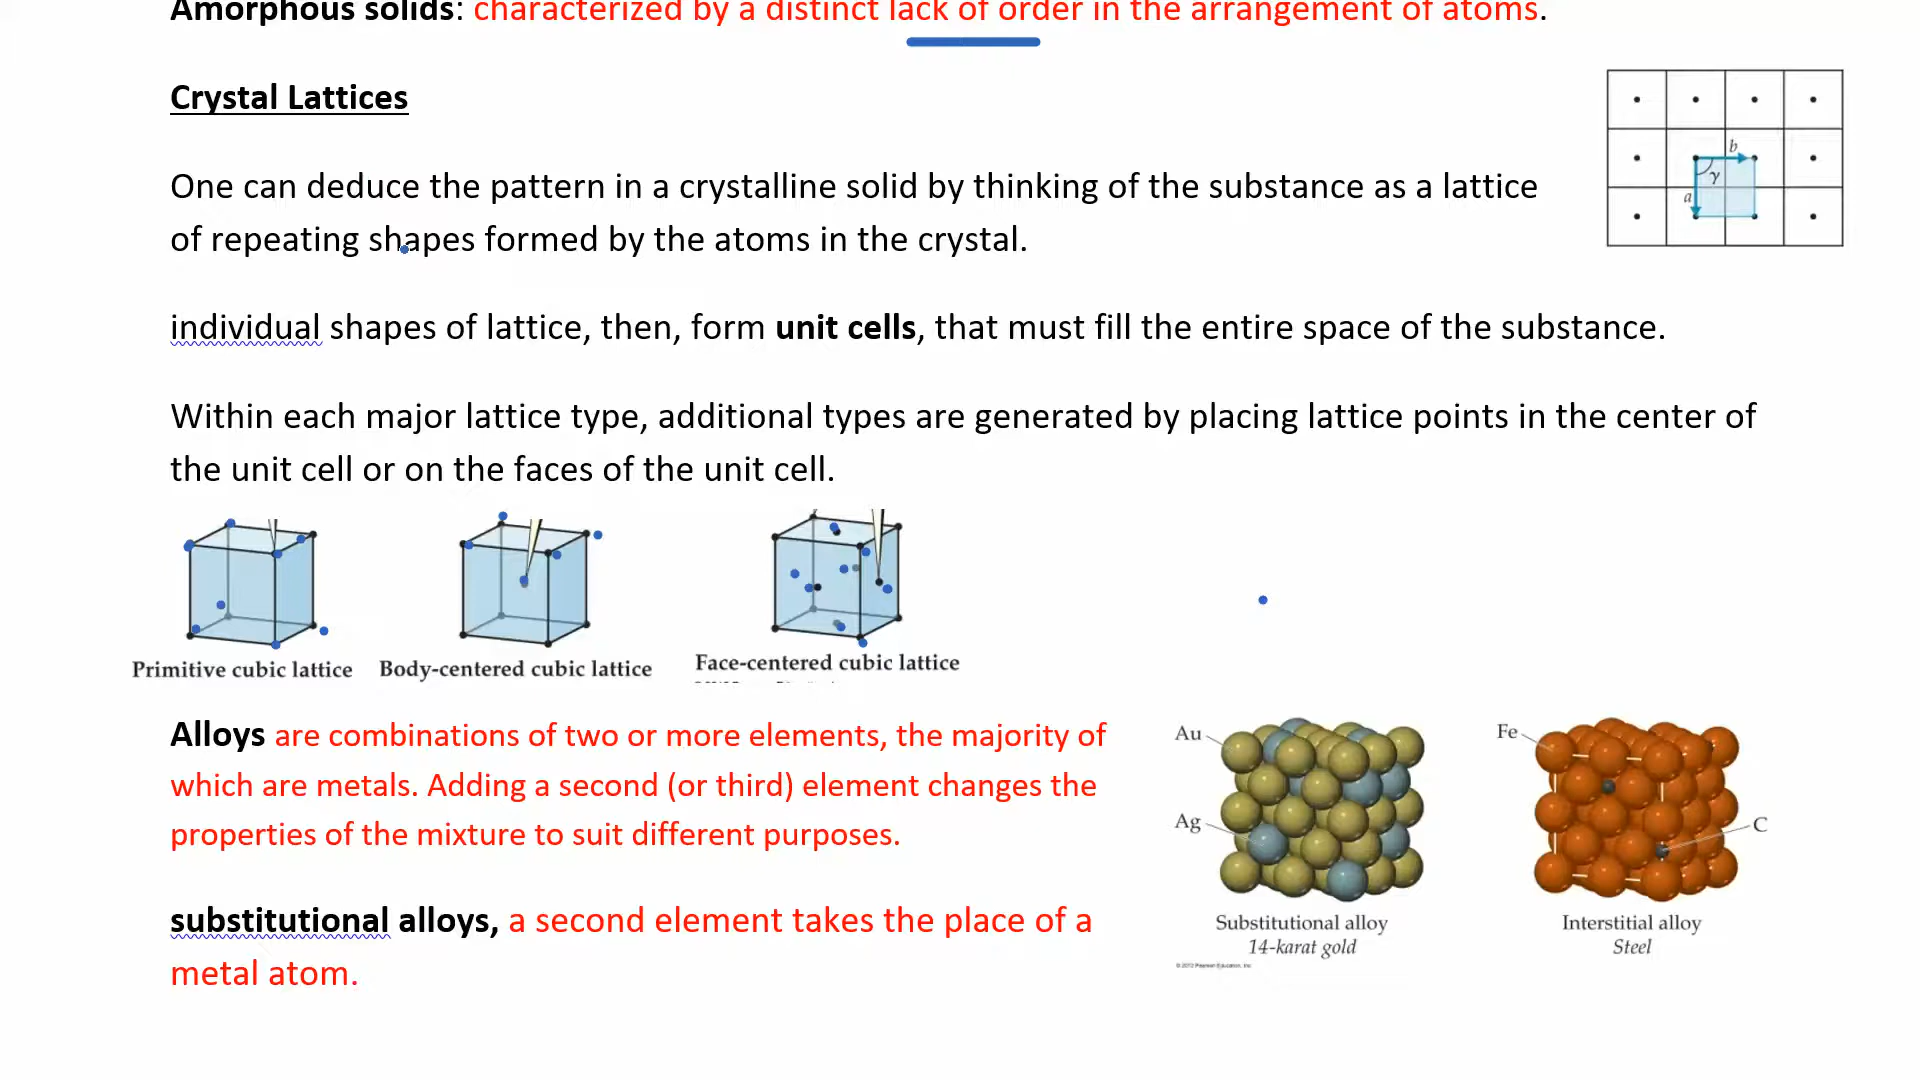 Amorphous solids: characterized by a distinct lack of order in the arrangement of atoms.
Crystal Lattices
One can deduce the pattern in a crystalline solid by thinking of the substance as a lattice
of repeating shapes formed by the atoms in the crystal.
b
γ
a
individual shapes of lattice, then, form unit cells, that must fill the entire space of the substance.
Within each major lattice type, additional types are generated by placing lattice points in the center of
the unit cell or on the faces of the unit cell.
Primitive cubic lattice
Body-centered cubic lattice
Face-centered cubic lattice
Alloys are combinations of two or more elements, the majority of
which are metals. Adding a second (or third) element changes the
properties of the mixture to suit different purposes.
substitutional alloys, a second element takes the place of a
metal atom.
Au
Ag
Substitutional alloy
14-karat gold
© 2012 Pearson Education, Inc.
Fe
C
Interstitial alloy
Steel